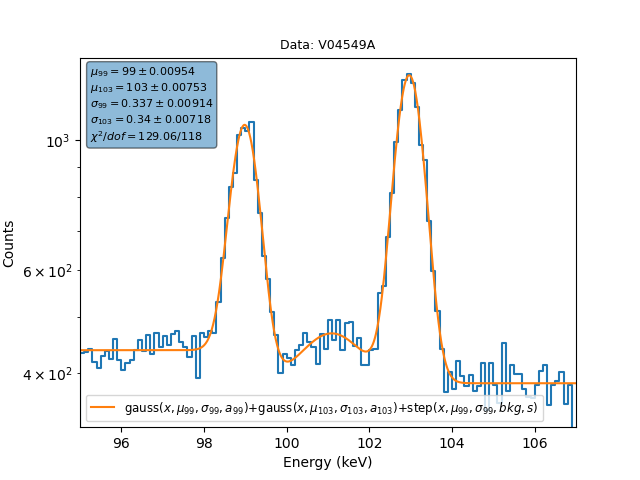 Data: V04549A
μ₉₉ = 99 ± 0.00954
μ₁₀₃ = 103 ± 0.00753
σ₉₉ = 0.337 ± 0.00914
σ₁₀₃ = 0.34 ± 0.00718
χ²/dof = 129.06/118
Counts
10³
6 × 10²
4 × 10²
gauss(x, μ₉₉, σ₉₉, a₉₉)+gauss(x, μ₁₀₃, σ₁₀₃, a₁₀₃)+step(x, μ₉₉, σ₉₉, bkg, s)
96 98 100 102 104 106
Energy (keV)